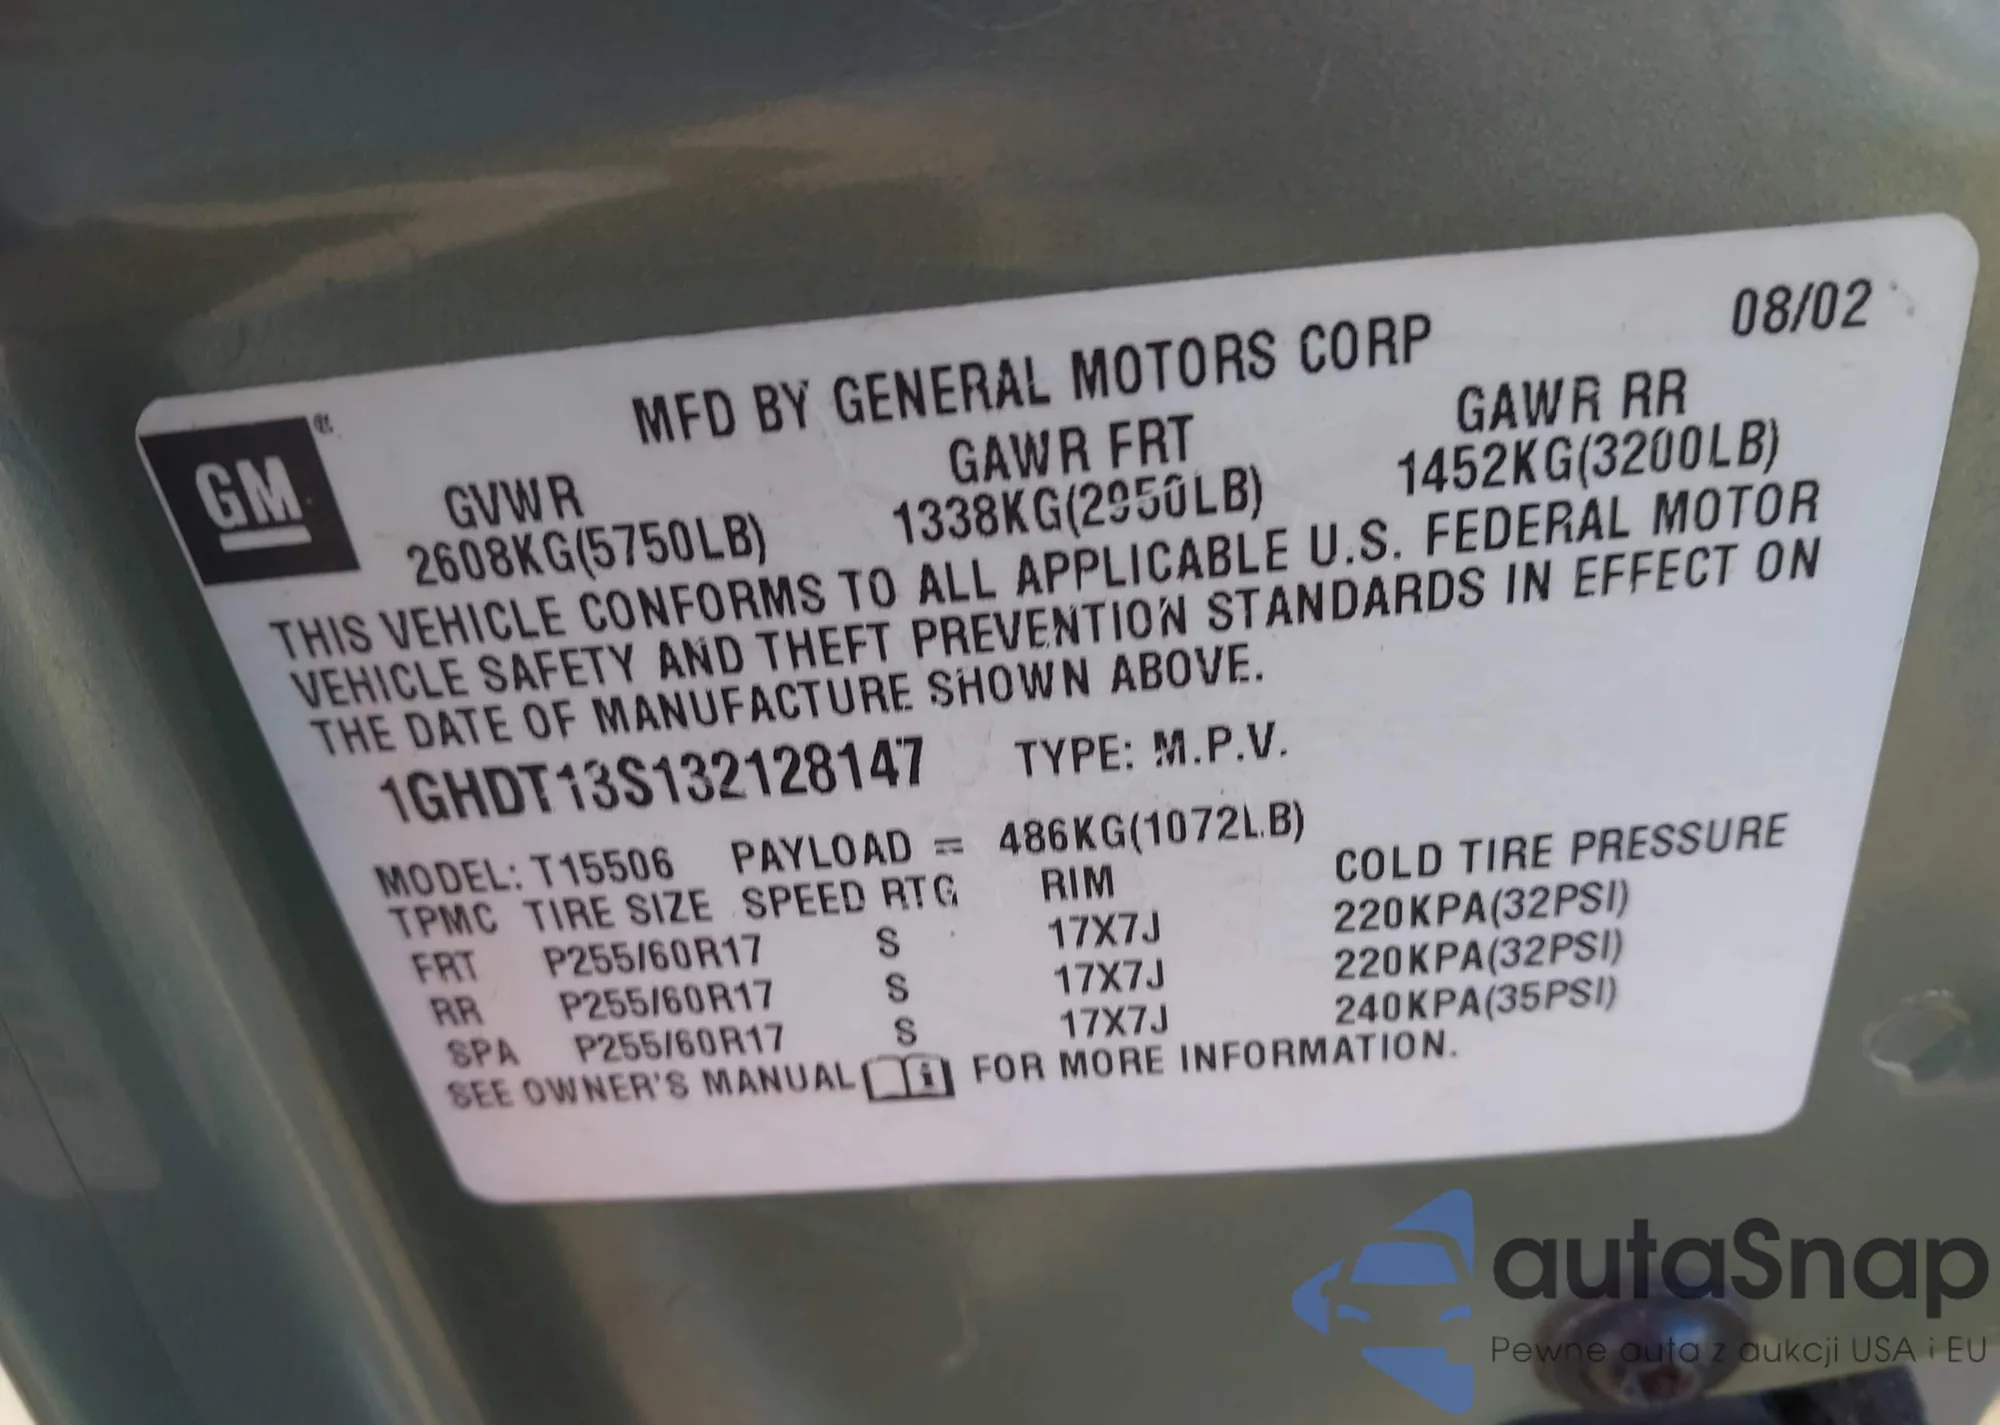 08/02
MFD BY GENERAL MOTORS CORP
GM ®
GVWR GAWR FRT GAWR RR
2608KG(5750LB) 1338KG(2950LB) 1452KG(3200LB)
THIS VEHICLE CONFORMS TO ALL APPLICABLE U.S. FEDERAL MOTOR
VEHICLE SAFETY AND THEFT PREVENTION STANDARDS IN EFFECT ON
THE DATE OF MANUFACTURE SHOWN ABOVE.
1GHDT13S132128147 TYPE: M.P.V.
MODEL: T15506 PAYLOAD = 486KG(1072LB)
TPMC TIRE SIZE SPEED RTG RIM COLD TIRE PRESSURE
FRT P255/60R17 S 17X7J 220KPA(32PSI)
RR P255/60R17 S 17X7J 220KPA(32PSI)
SPA P255/60R17 S 17X7J 240KPA(35PSI)
SEE OWNER'S MANUAL i FOR MORE INFORMATION.
autaSnap
Pewne auta z aukcji USA i EU